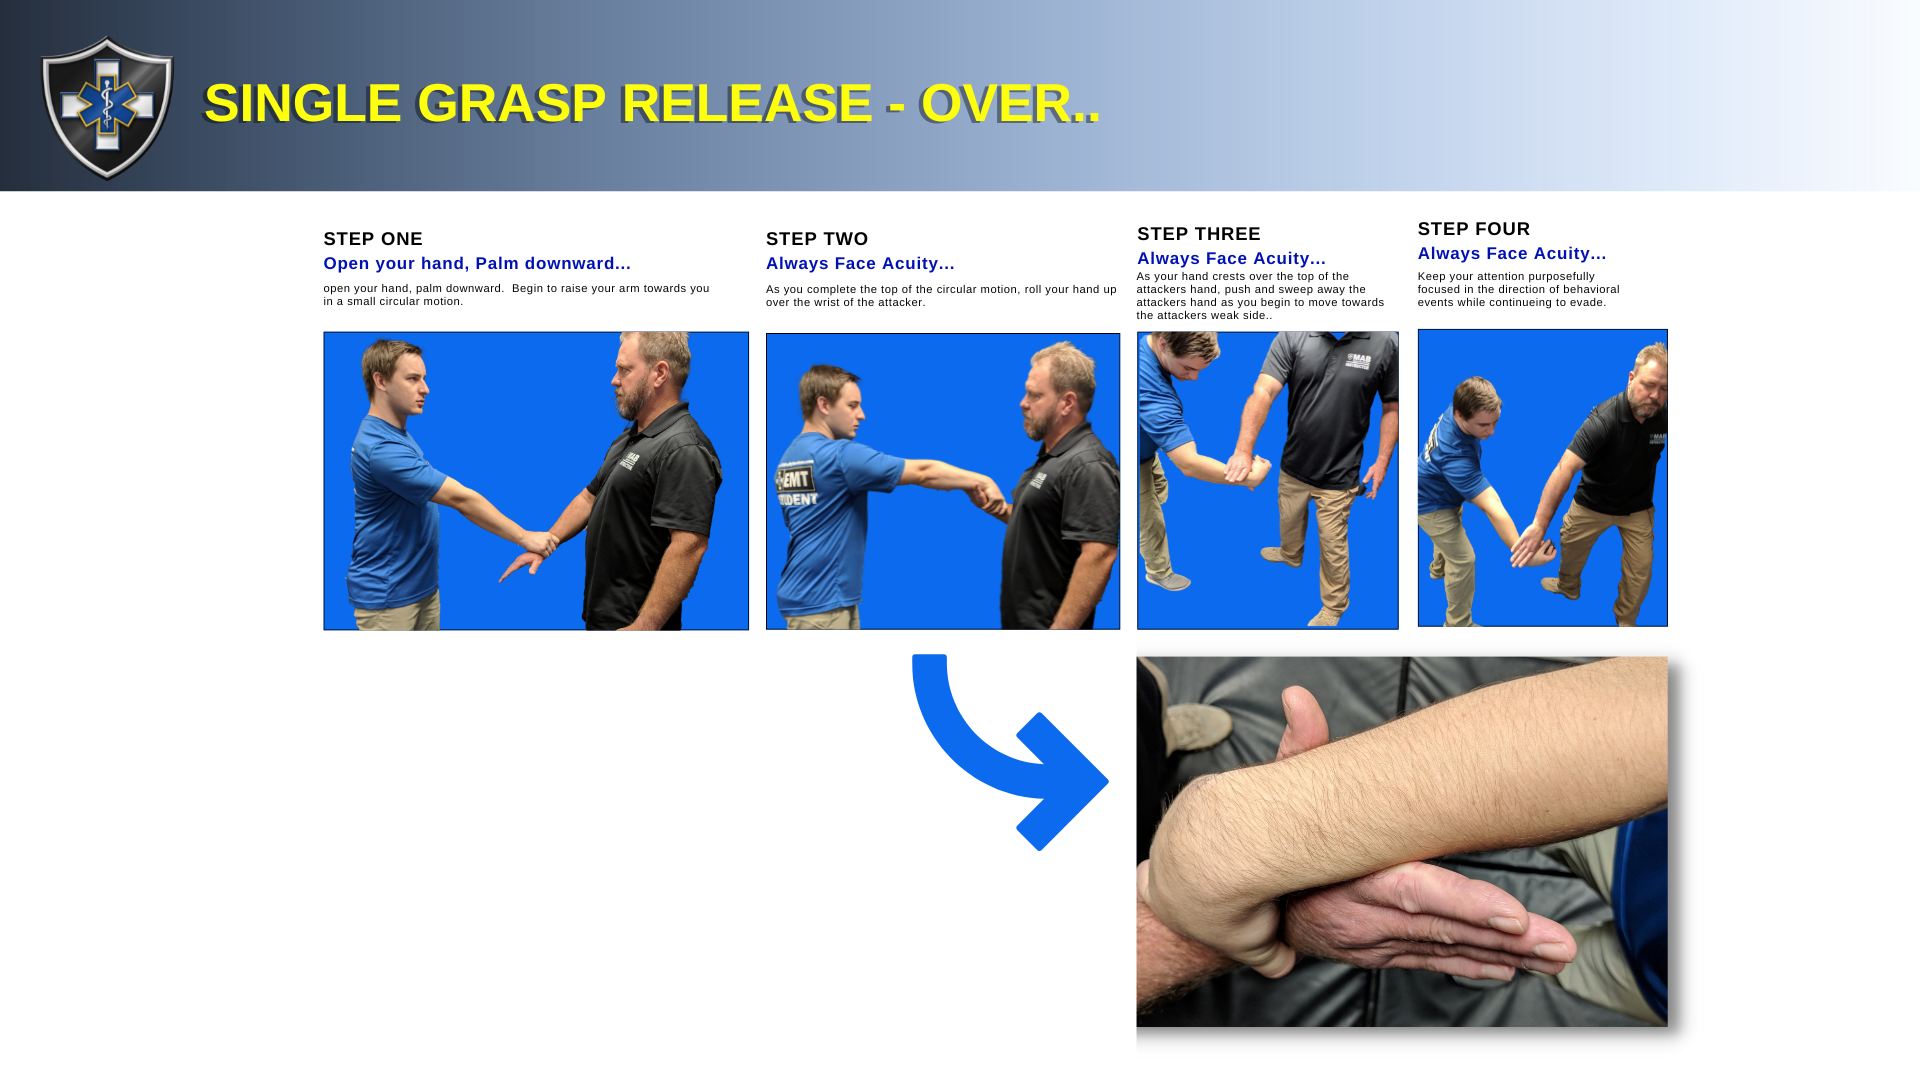 SINGLE GRASP RELEASE - OVER..
STEP ONE
Open your hand, Palm downward...
open your hand, palm downward.  Begin to raise your arm towards you
in a small circular motion.
STEP TWO
Always Face Acuity...
As you complete the top of the circular motion, roll your hand up
over the wrist of the attacker.
STEP THREE
Always Face Acuity...
As your hand crests over the top of the
attackers hand, push and sweep away the
attackers hand as you begin to move towards
the attackers weak side..
STEP FOUR
Always Face Acuity...
Keep your attention purposefully
focused in the direction of behavioral
events while continueing to evade.
MAB
EMT
MAB
INSTRUCTOR
MAB